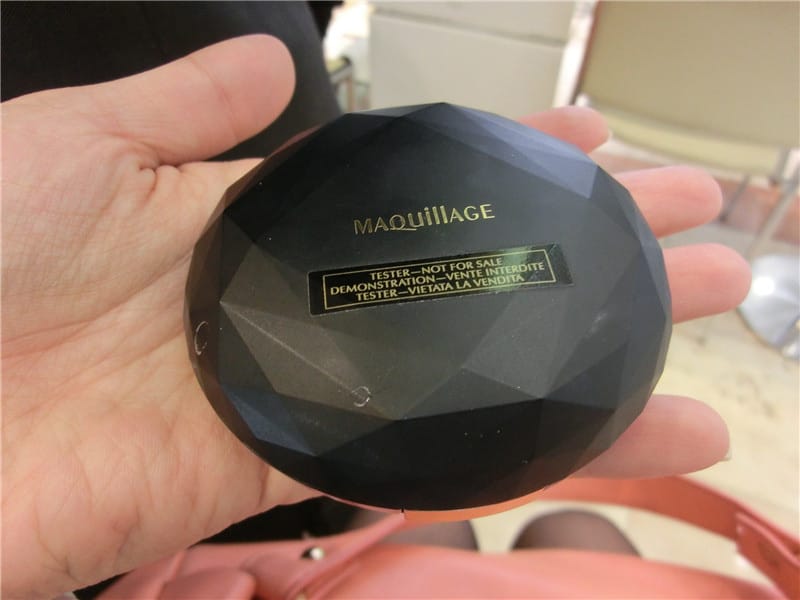 MAQuillAGE
TESTER—NOT FOR SALE
DEMONSTRATION—VENTE INTERDITE
TESTER—VIETATA LA VENDITA